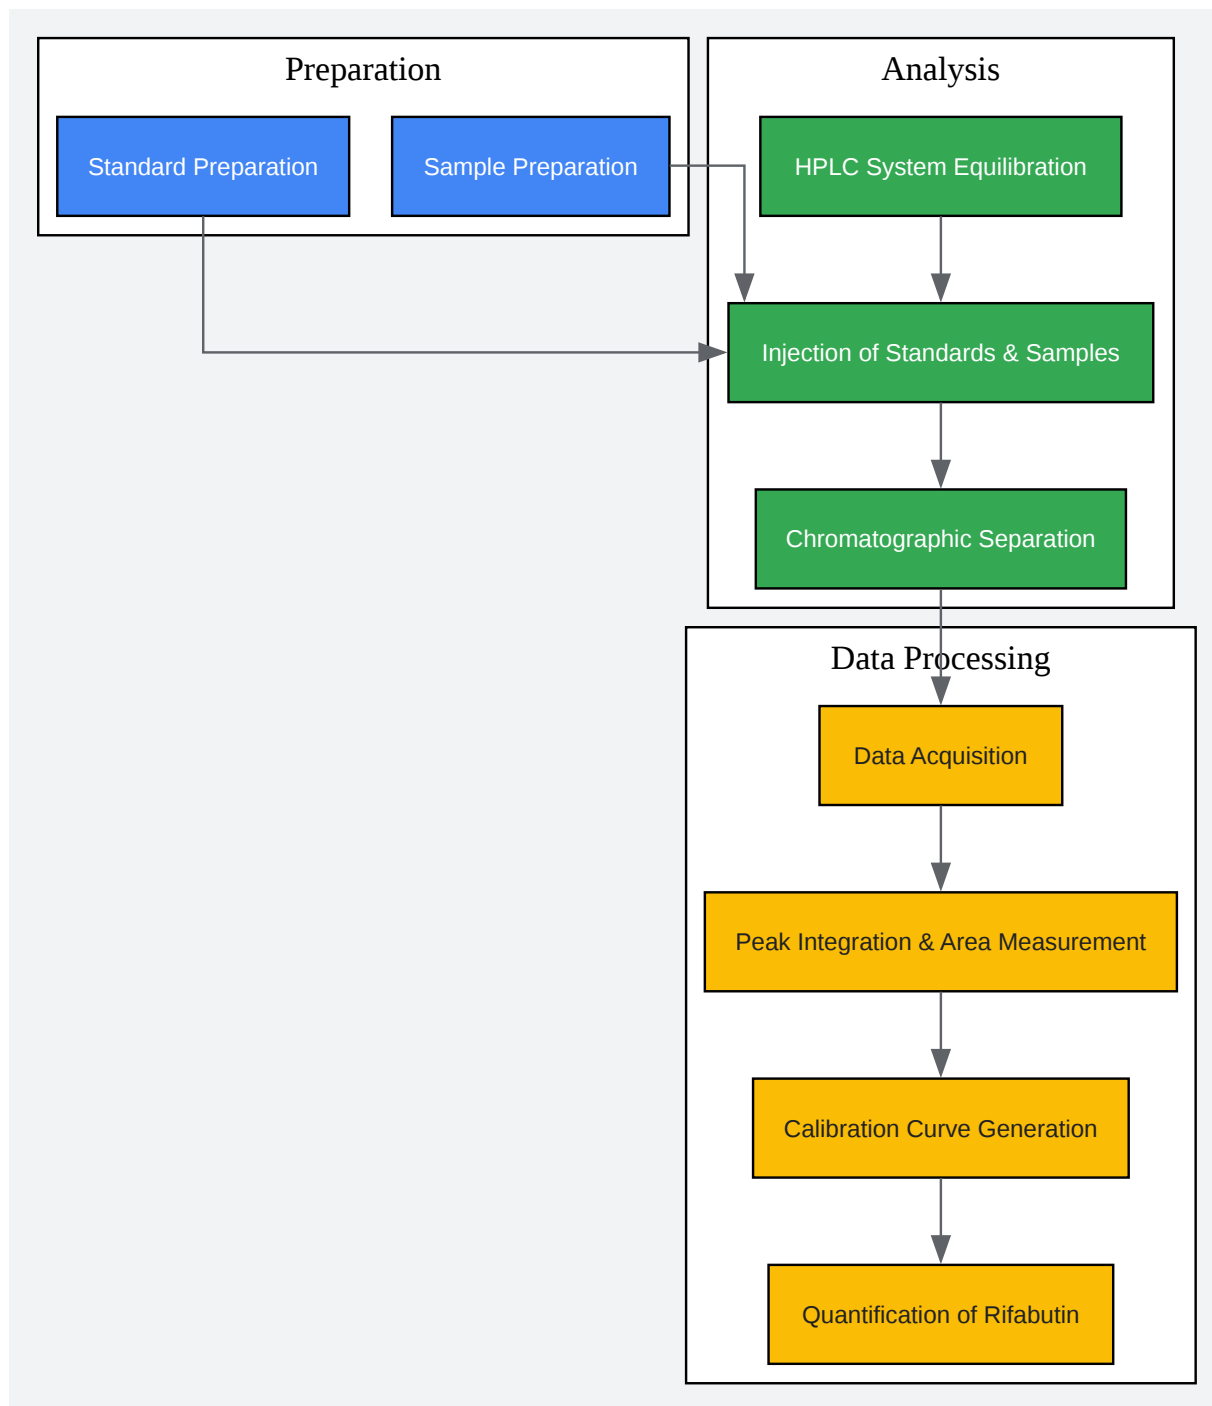 Preparation
Standard Preparation
Sample Preparation
Analysis
HPLC System Equilibration
Injection of Standards & Samples
Chromatographic Separation
Data Processing
Data Acquisition
Peak Integration & Area Measurement
Calibration Curve Generation
Quantification of Rifabutin